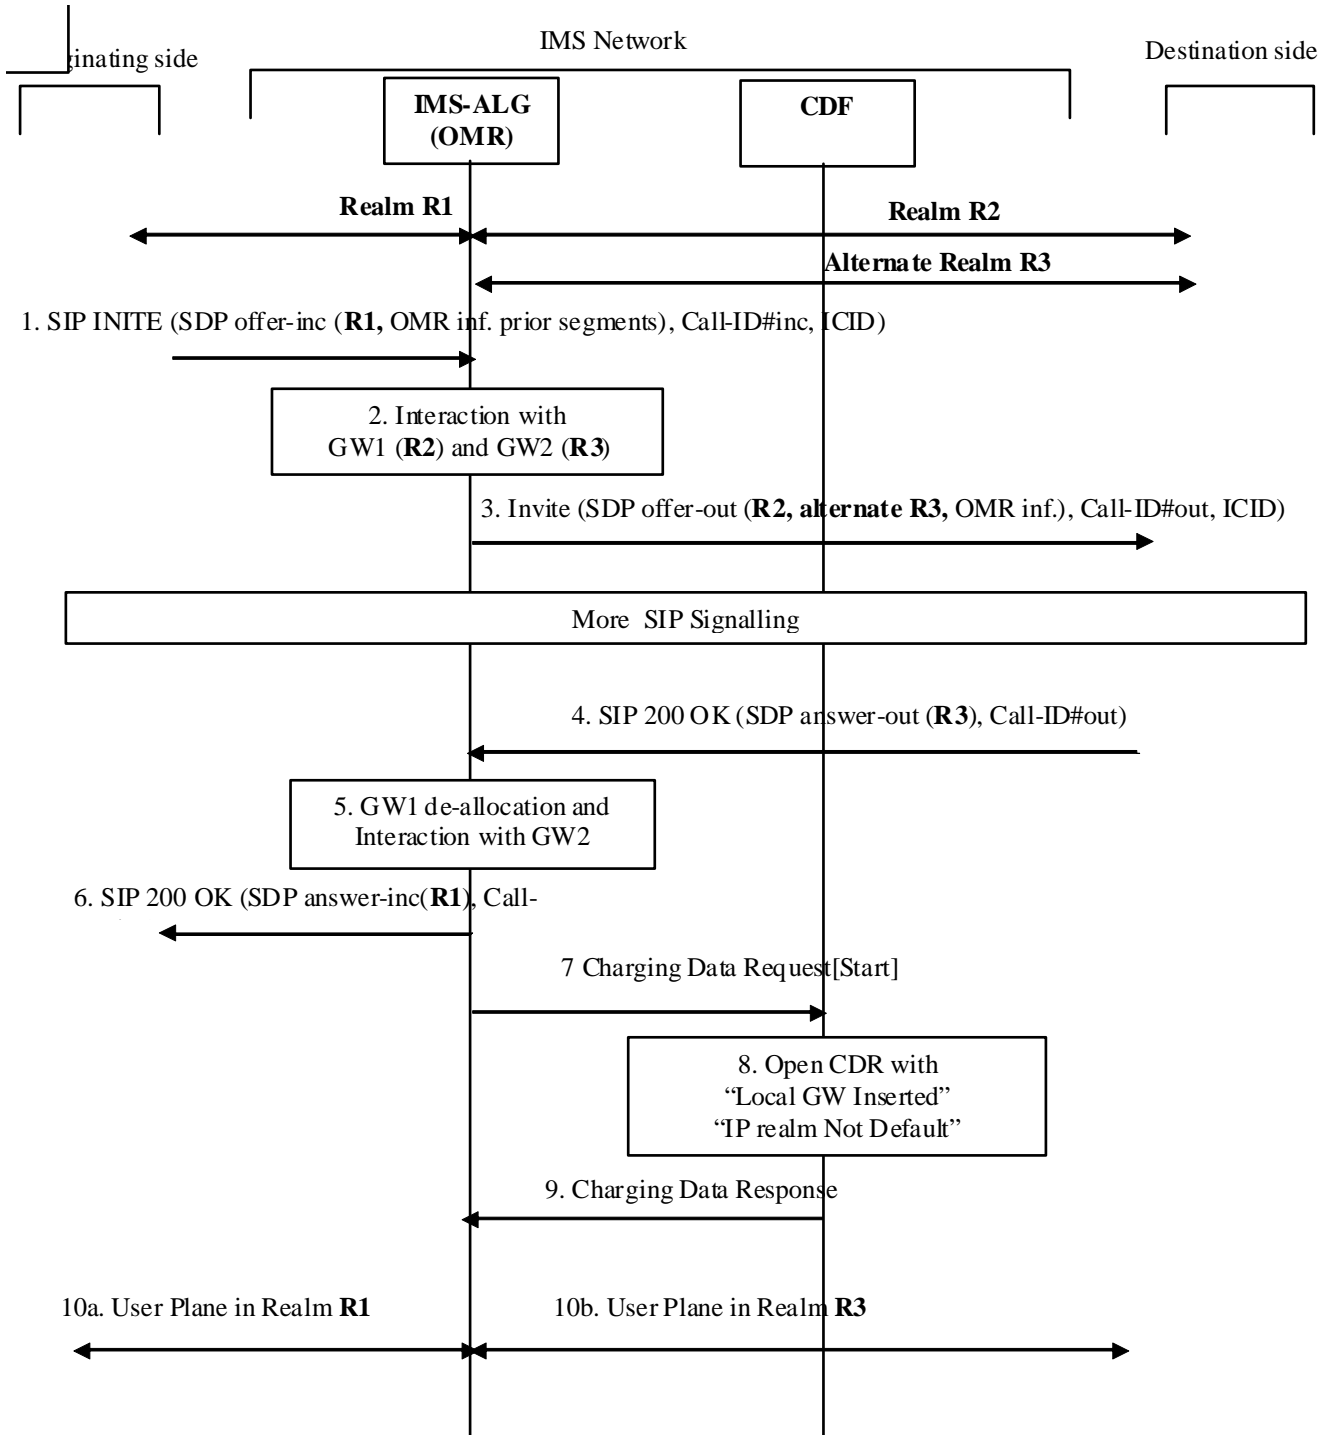 IMS Network
ginating side
Destination side
IMS-ALG
(OMR)
CDF
Realm R1
Realm R2
Alternate Realm R3
1. SIP INITE (SDP offer-inc (R1, OMR inf. prior segments), Call-ID#inc, ICID)
2. Interaction with
GW1 (R2) and GW2 (R3)
3. Invite (SDP offer-out (R2, alternate R3, OMR inf.), Call-ID#out, ICID)
More SIP Signalling
4. SIP 200 OK (SDP answer-out (R3), Call-ID#out)
5. GW1 de-allocation and
Interaction with GW2
6. SIP 200 OK (SDP answer-inc(R1), Call-
7 Charging Data Request[Start]
8. Open CDR with
“Local GW Inserted”
“IP realm Not Default”
9. Charging Data Response
10a. User Plane in Realm R1
10b. User Plane in Realm R3